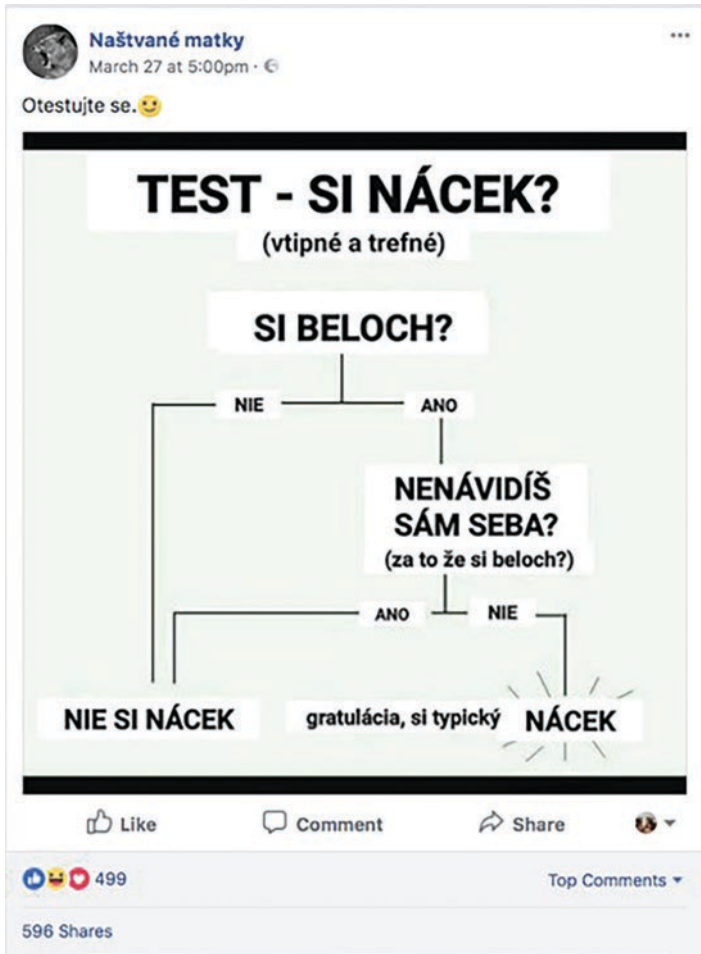 Naštvané matky
March 27 at 5:00pm ·
Otestujte se.
TEST - SI NÁCEK?
(vtipné a trefné)
SI BELOCH?
NIE
ANO
NENÁVIDÍŠ
SÁM SEBA?
(za to že si beloch?)
ANO
NIE
NIE SI NÁCEK
gratulácia, si typický NÁCEK
Like
Comment
Share
499
Top Comments
596 Shares